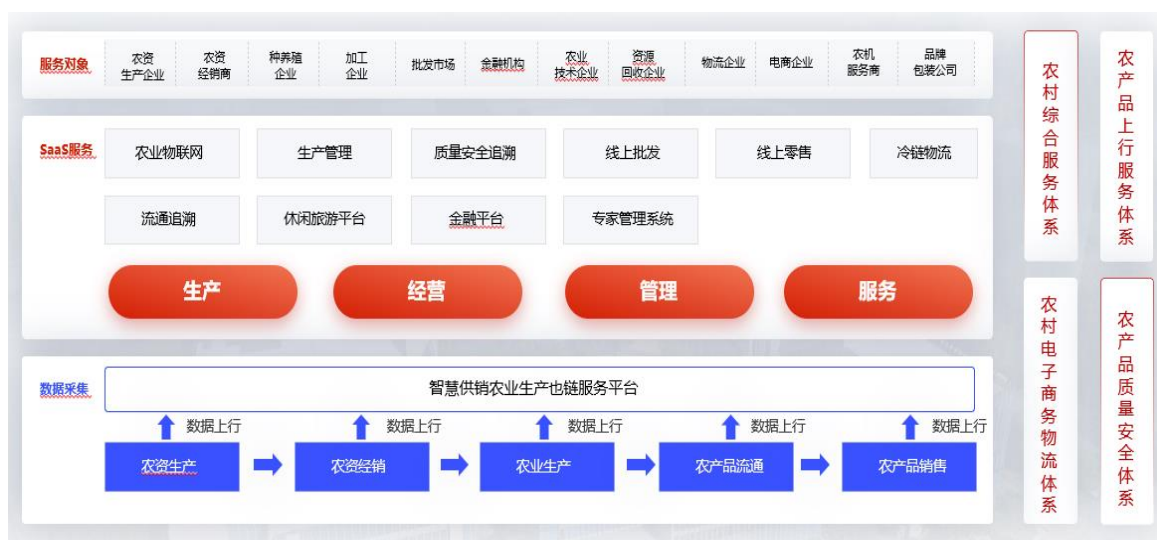 服务对象
农资
生产企业
农资
经销商
种养殖
企业
加工
企业
批发市场
金融机构
农业
技术企业
资源
回收企业
物流企业
电商企业
农机
服务商
品牌
包装公司
SaaS服务
农业物联网
生产管理
质量安全追溯
线上批发
线上零售
冷链物流
流通追溯
休闲旅游平台
金融平台
专家管理系统
生产
经营
管理
服务
数据采集
智慧供销农业生产也链服务平台
数据上行
数据上行
数据上行
数据上行
数据上行
农资生产
农资经销
农业生产
农产品流通
农产品销售
农村综合服务体系
农产品上行服务体系
农村电子商务物流体系
农产品质量安全体系